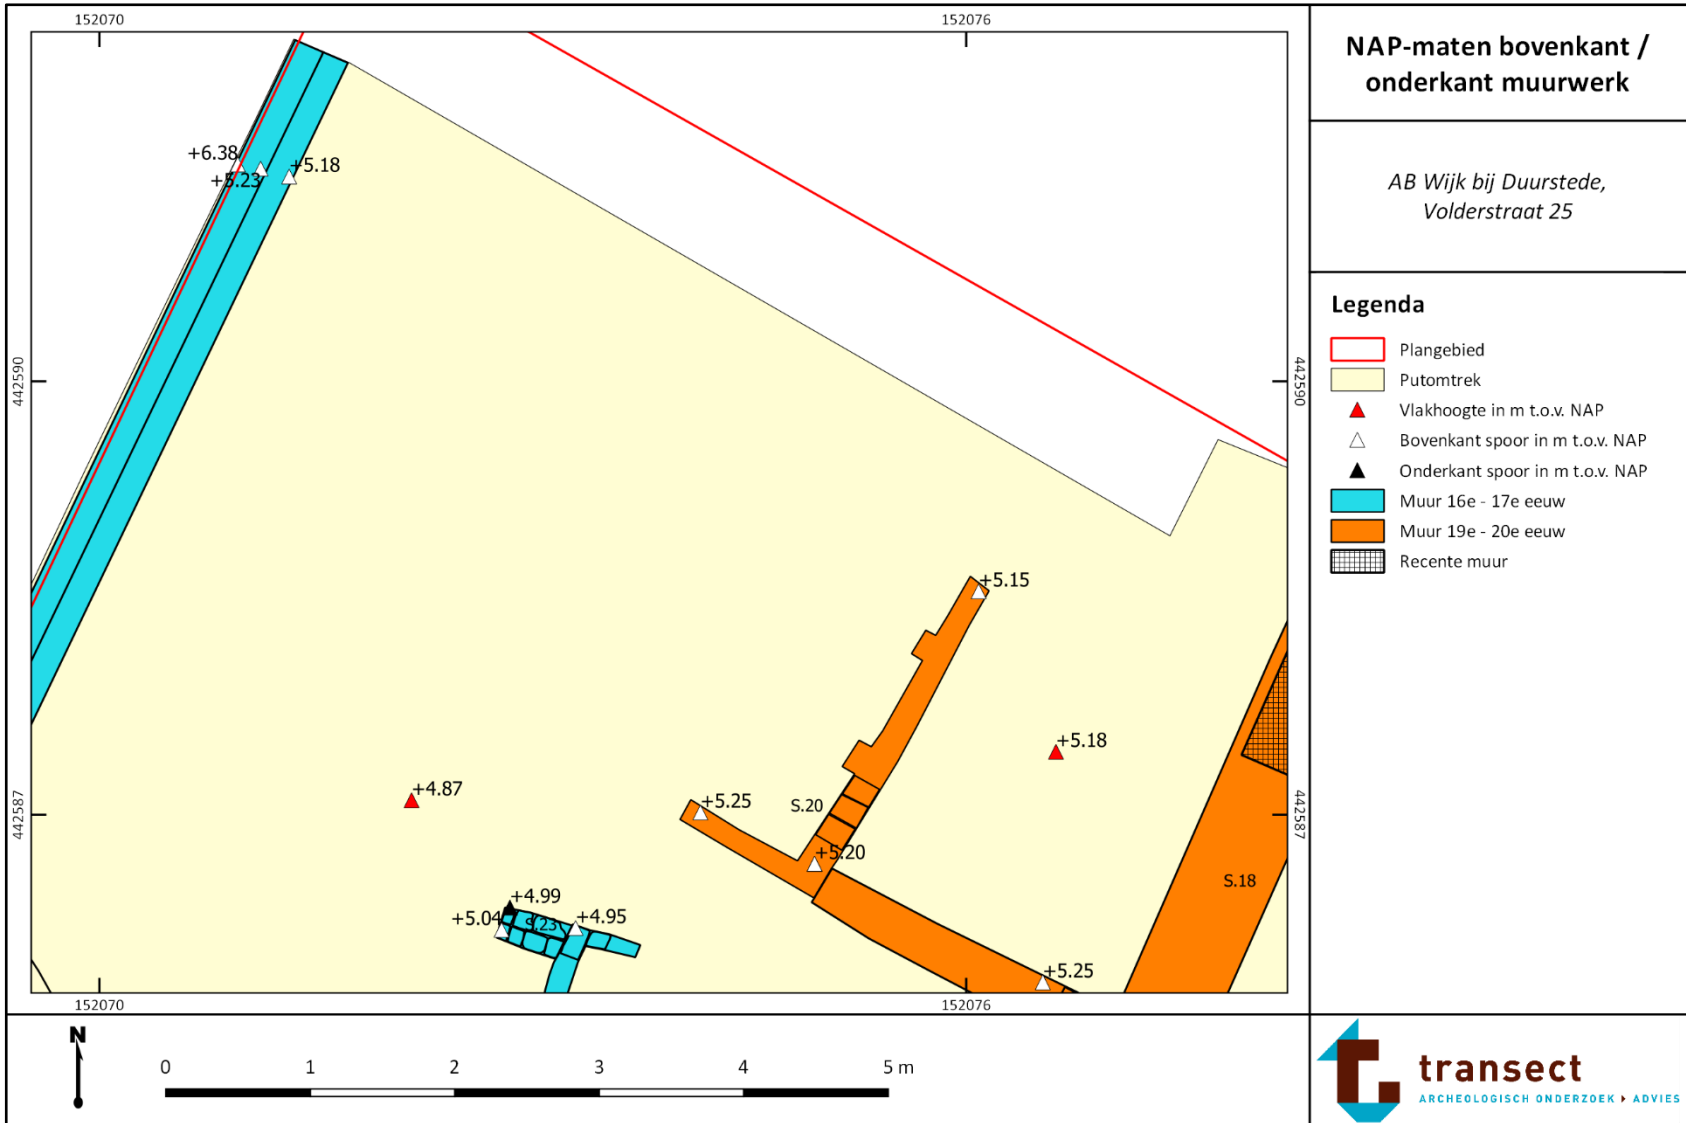 152070
152076
NAP-maten bovenkant /
onderkant muurwerk
AB Wijk bij Duurstede,
Volderstraat 25
Legenda
Plangebied
Putomtrek
Vlakhoogte in m t.o.v. NAP
Bovenkant spoor in m t.o.v. NAP
Onderkant spoor in m t.o.v. NAP
Muur 16e - 17e eeuw
Muur 19e - 20e eeuw
Recente muur
+6.38
+5.23
+5.18
442590
442590
+5.15
+5.18
+4.87
+5.25
S.20
442587
442587
+5.20
S.18
+4.99
+5.04
S.23
+4.95
+5.25
152070
152076
N
0 1 2 3 4 5 m
transect
ARCHEOLOGISCH ONDERZOEK ▸ ADVIES